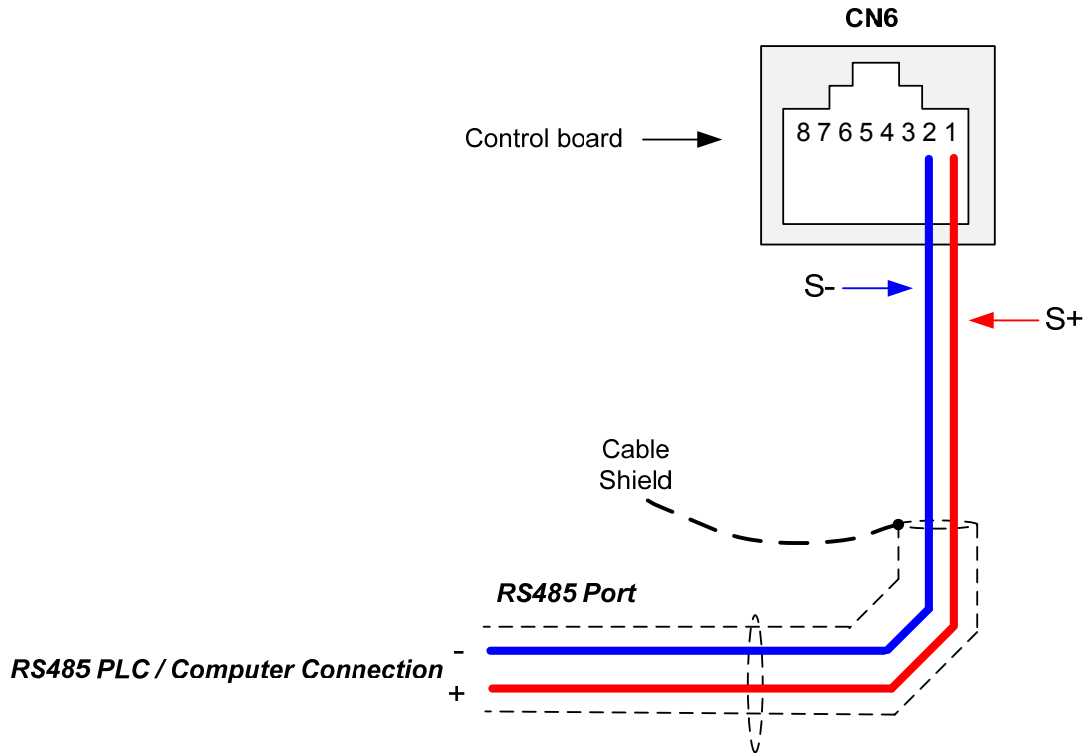 CN6
Control board
8 7 6 5 4 3 2 1
S-
S+
Cable
Shield
RS485 Port
-
RS485 PLC / Computer Connection
+